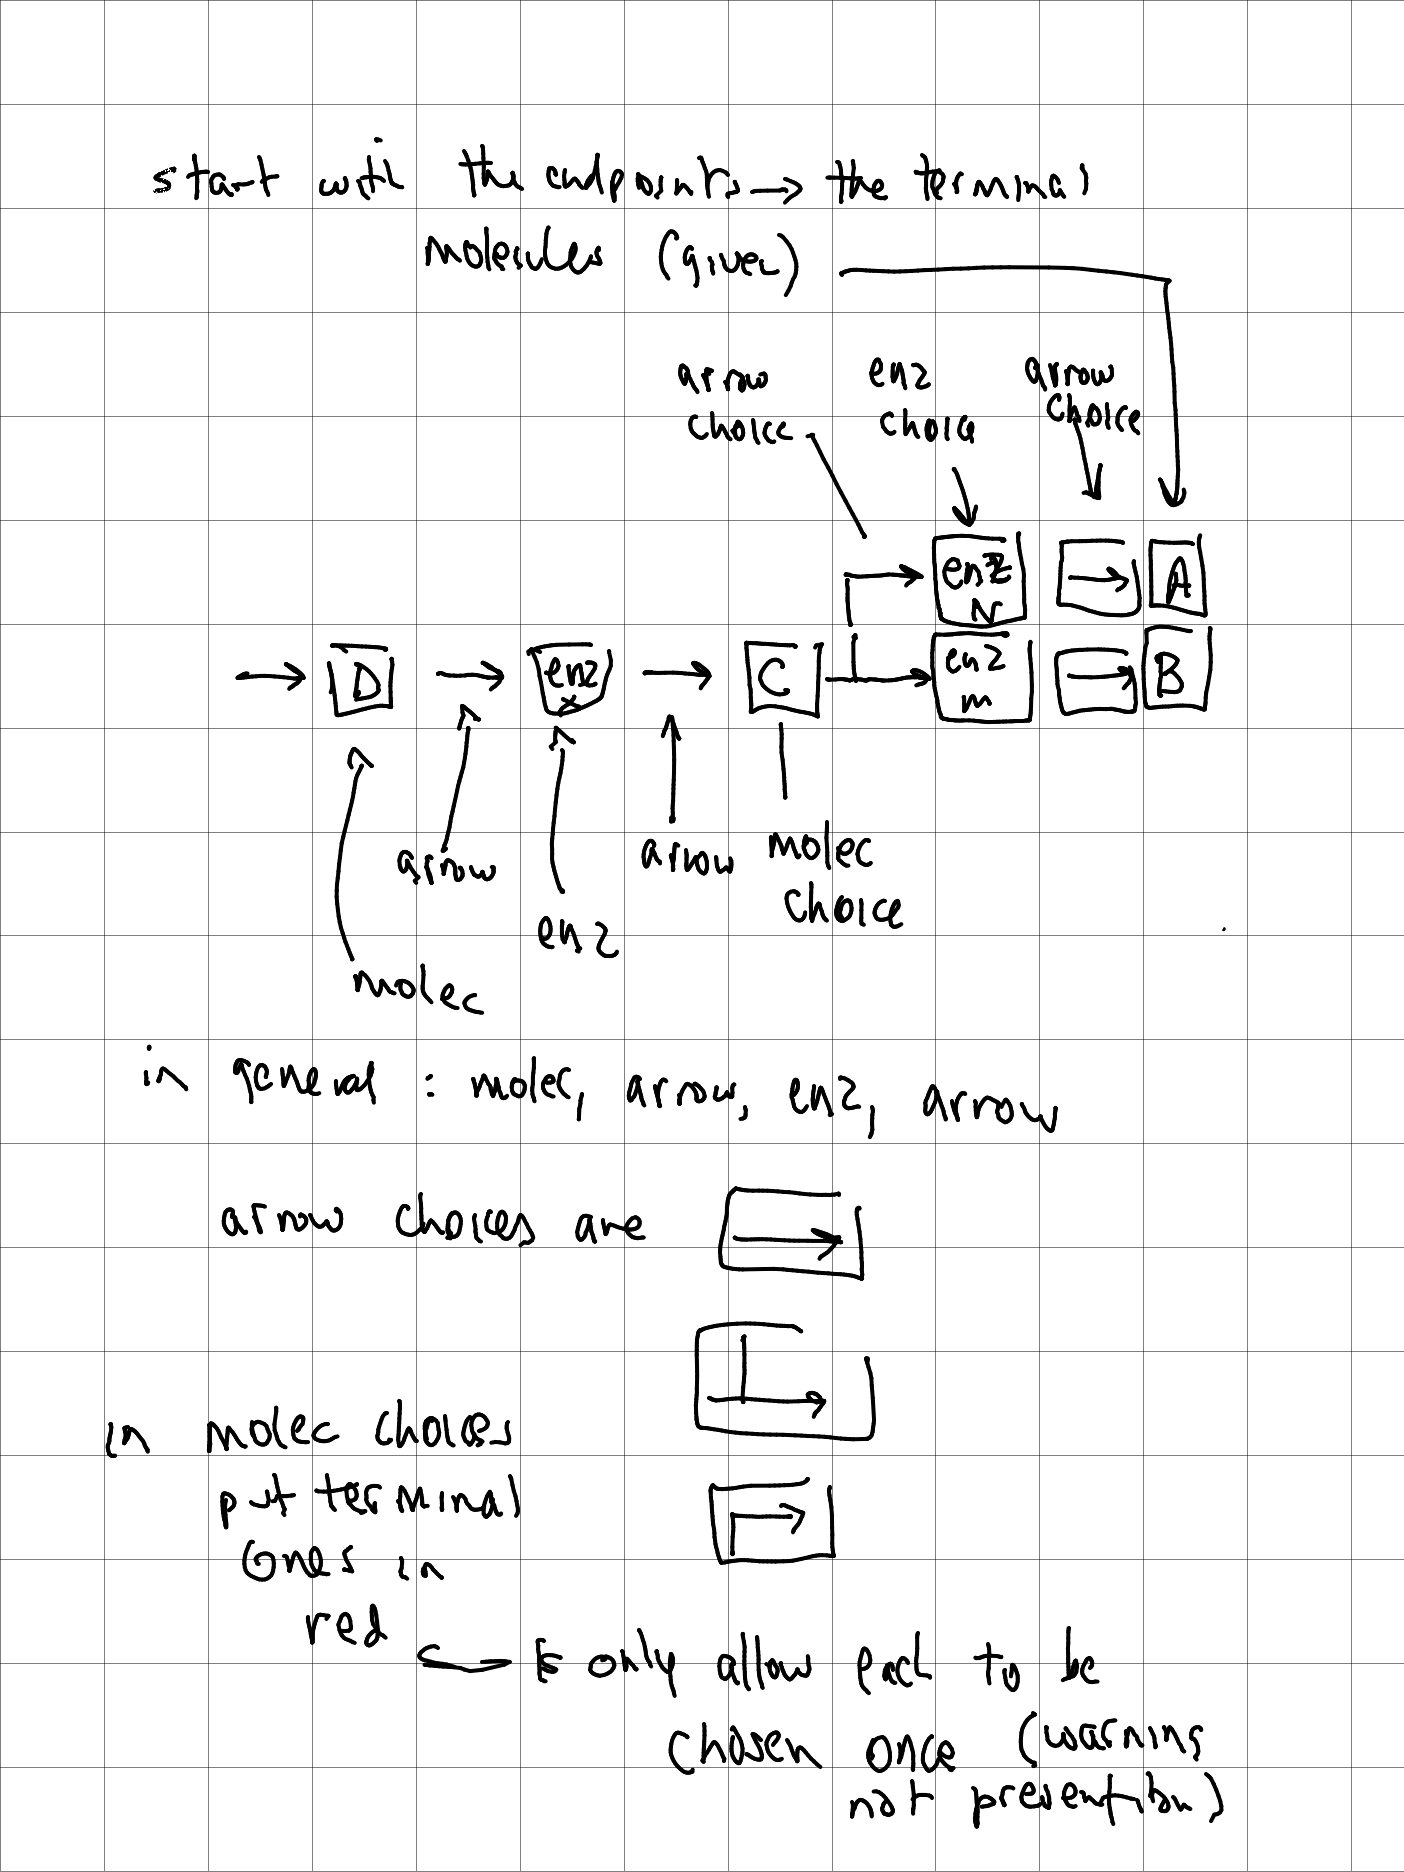 start with the endpoints → the terminal
molecules (given)
arrow choice
enz choice
arrow choice
enz N
A
D
enz x
C
enz m
B
arrow
arrow
molec choice
enz
molec
in general : molec, arrow, enz, arrow
arrow choices are
in molec choices
put terminal
ones in
red
& only allow each to be
chosen once (warning
not prevention)